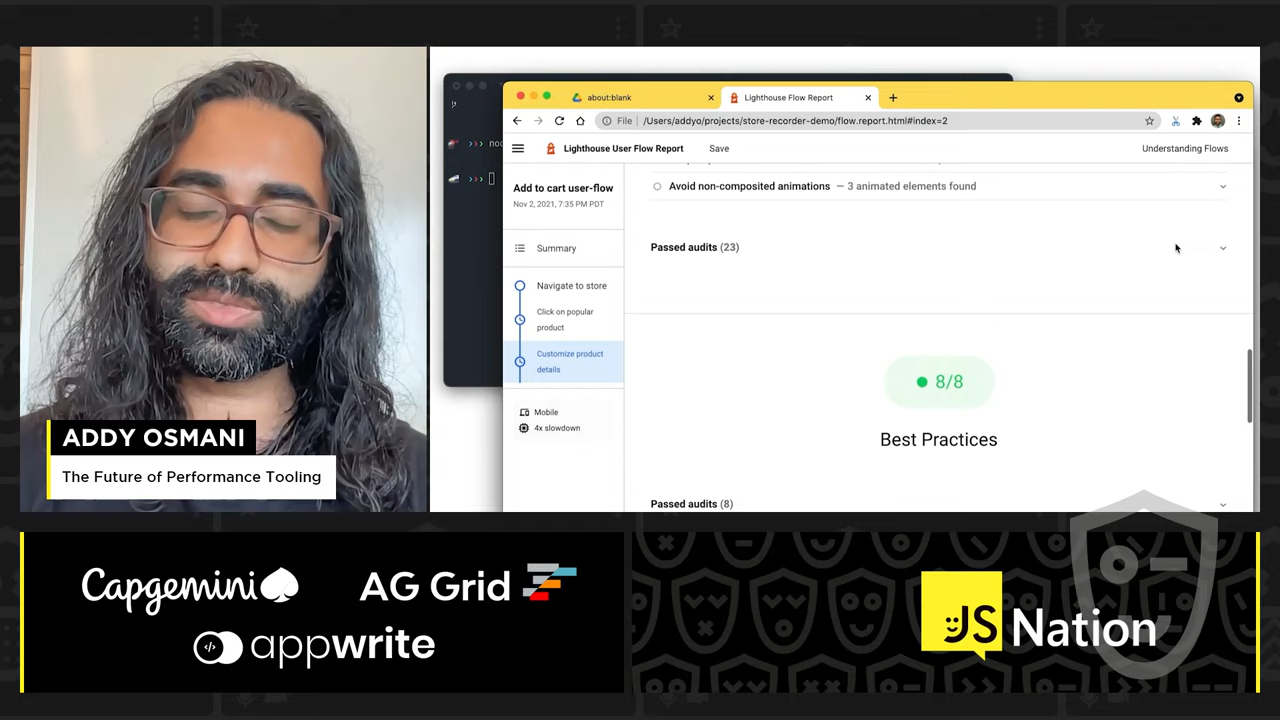 about:blank
Lighthouse Flow Report
File
/Users/addyo/projects/store-recorder-demo/flow.report.html#index=2
Lighthouse User Flow Report
Save
Understanding Flows
Add to cart user-flow
Nov 2, 2021, 7:35 PM PDT
Summary
Navigate to store
Click on popular
product
Customize product
details
Mobile
4x slowdown
Avoid non-composited animations — 3 animated elements found
Passed audits (23)
8/8
Best Practices
Passed audits (8)
ADDY OSMANI
The Future of Performance Tooling
Capgemini
AG Grid
appwrite
JS Nation